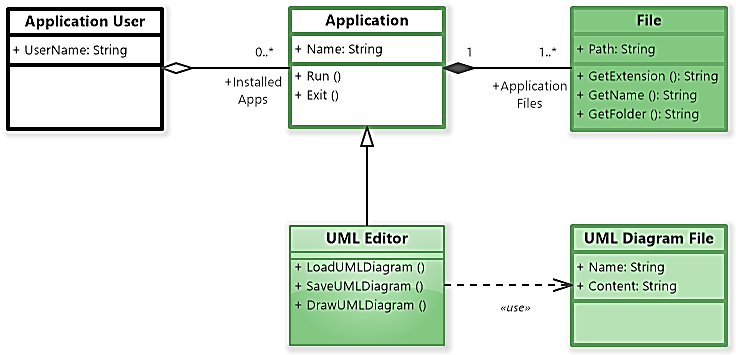 Application User
+ UserName: String
0..*
+Installed
Apps
Application
+ Name: String
+ Run ()
+ Exit ()
1
1..*
+Application
Files
File
+ Path: String
+ GetExtension (): String
+ GetName (): String
+ GetFolder (): String
UML Editor
+ LoadUMLDiagram ()
+ SaveUMLDiagram ()
+ DrawUMLDiagram ()
«use»
UML Diagram File
+ Name: String
+ Content: String